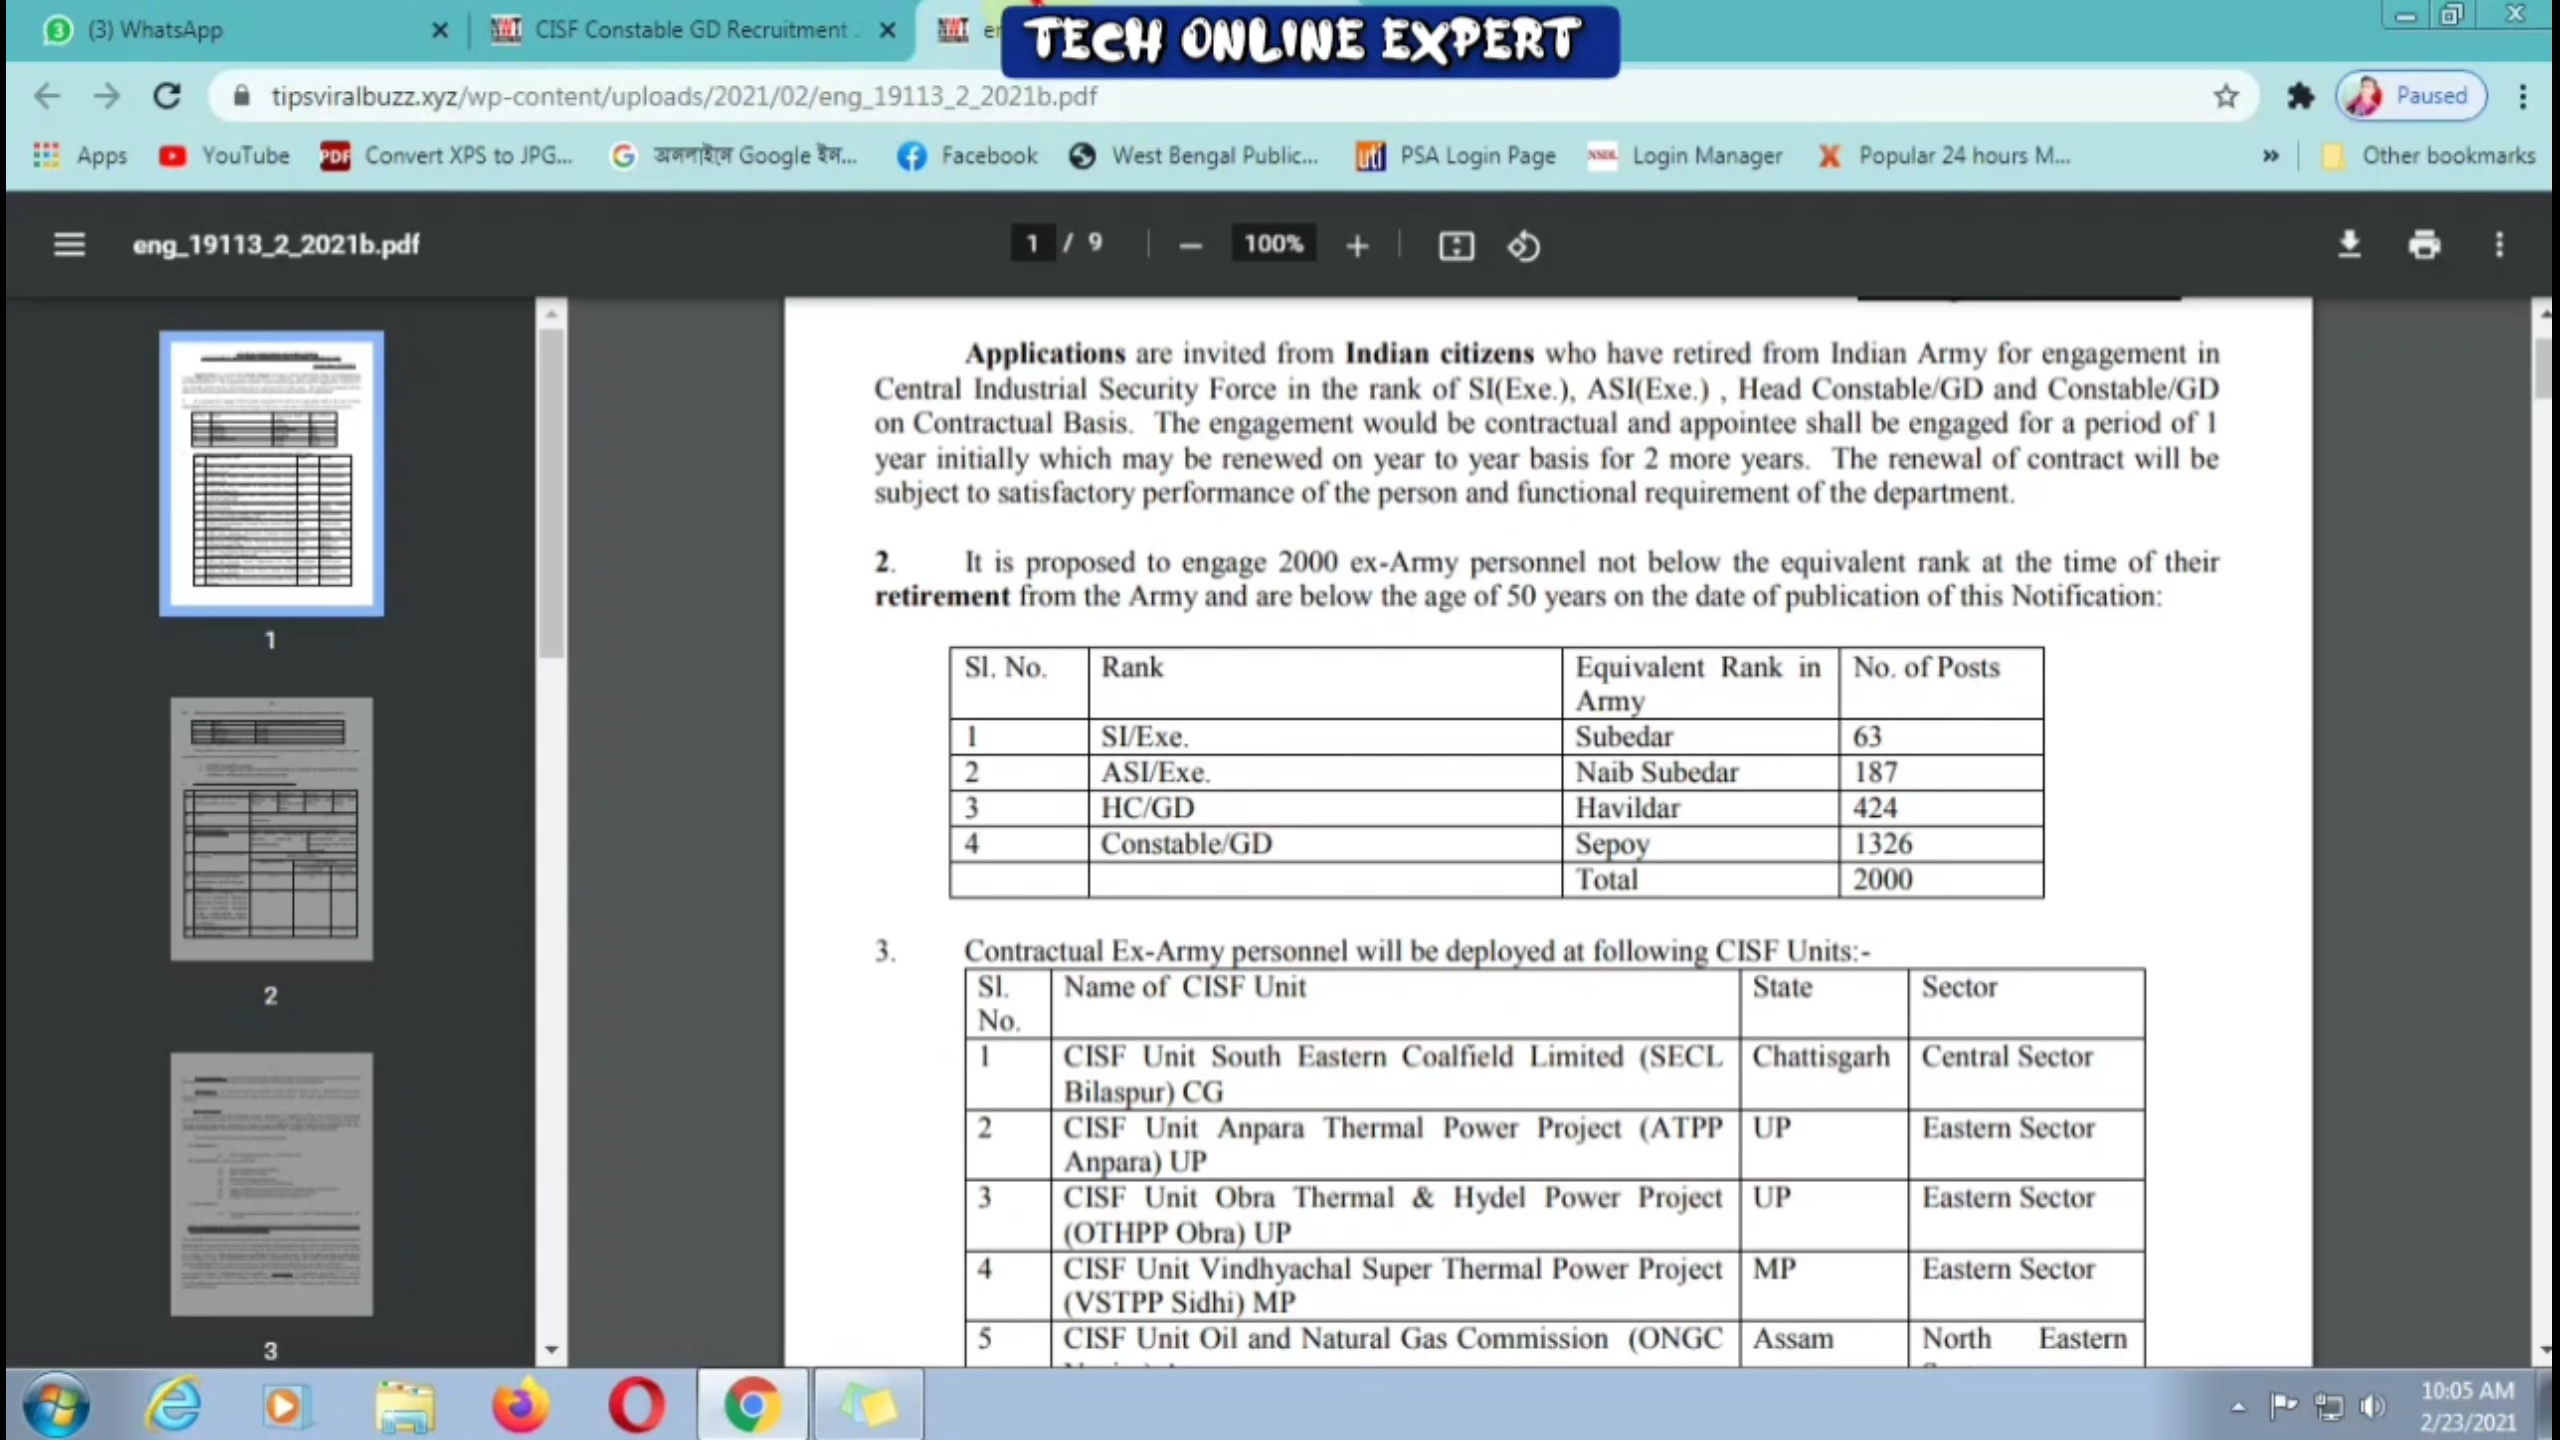 (3) WhatsApp
CISF Constable GD Recruitment
TECH ONLINE EXPERT
tipsviralbuzz.xyz/wp-content/uploads/2021/02/eng_19113_2_2021b.pdf
Paused
Apps
YouTube
PDF
Convert XPS to JPG...
অনলাইনে Google ইন...
Facebook
West Bengal Public...
uti
PSA Login Page
NSDL
Login Manager
Popular 24 hours M...
»
Other bookmarks
eng_19113_2_2021b.pdf
1 / 9
100%
Applications are invited from Indian citizens who have retired from Indian Army for engagement in
Central Industrial Security Force in the rank of SI(Exe.), ASI(Exe.) , Head Constable/GD and Constable/GD
on Contractual Basis. The engagement would be contractual and appointee shall be engaged for a period of 1
year initially which may be renewed on year to year basis for 2 more years. The renewal of contract will be
subject to satisfactory performance of the person and functional requirement of the department.
2. It is proposed to engage 2000 ex-Army personnel not below the equivalent rank at the time of their
retirement from the Army and are below the age of 50 years on the date of publication of this Notification:
Sl. No. Rank Equivalent Rank in Army No. of Posts
1 SI/Exe. Subedar 63
2 ASI/Exe. Naib Subedar 187
3 HC/GD Havildar 424
4 Constable/GD Sepoy 1326
Total 2000
3. Contractual Ex-Army personnel will be deployed at following CISF Units:-
Sl. No. Name of CISF Unit State Sector
1 CISF Unit South Eastern Coalfield Limited (SECL Chattisgarh Central Sector
Bilaspur) CG
2 CISF Unit Anpara Thermal Power Project (ATPP UP Eastern Sector
Anpara) UP
3 CISF Unit Obra Thermal & Hydel Power Project UP Eastern Sector
(OTHPP Obra) UP
4 CISF Unit Vindhyachal Super Thermal Power Project MP Eastern Sector
(VSTPP Sidhi) MP
5 CISF Unit Oil and Natural Gas Commission (ONGC Assam North Eastern
1
2
3
10:05 AM
2/23/2021